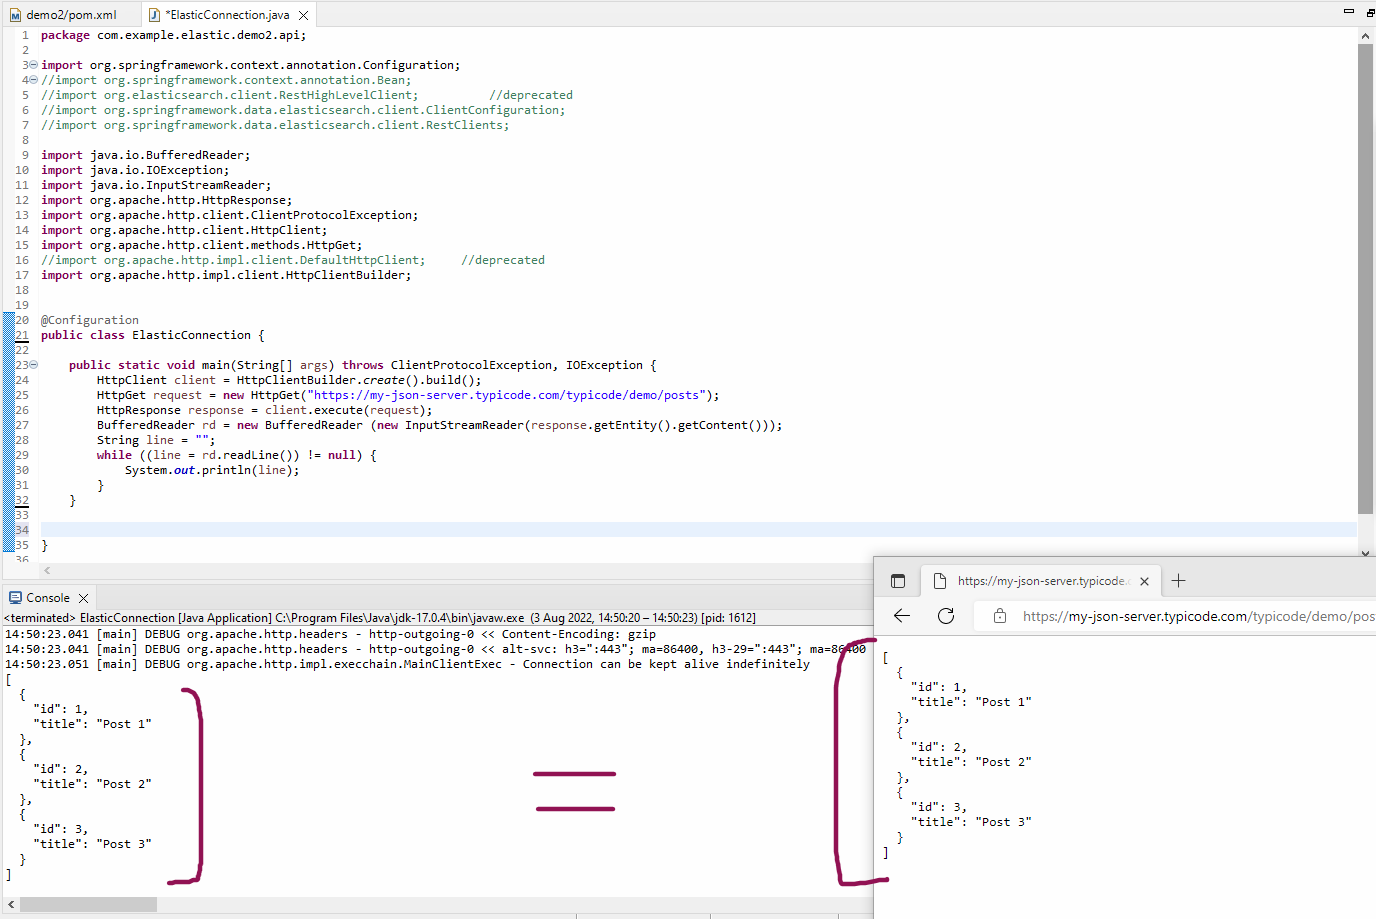 demo2/pom.xml
*ElasticConnection.java
1 package com.example.elastic.demo2.api;
2
3 import org.springframework.context.annotation.Configuration;
4 //import org.springframework.context.annotation.Bean;
5 //import org.elasticsearch.client.RestHighLevelClient;          //deprecated
6 //import org.springframework.data.elasticsearch.client.ClientConfiguration;
7 //import org.springframework.data.elasticsearch.client.RestClients;
8
9 import java.io.BufferedReader;
10 import java.io.IOException;
11 import java.io.InputStreamReader;
12 import org.apache.http.HttpResponse;
13 import org.apache.http.client.ClientProtocolException;
14 import org.apache.http.client.HttpClient;
15 import org.apache.http.client.methods.HttpGet;
16 //import org.apache.http.impl.client.DefaultHttpClient;     //deprecated
17 import org.apache.http.impl.client.HttpClientBuilder;
18
19
20 @Configuration
21 public class ElasticConnection {
22
23     public static void main(String[] args) throws ClientProtocolException, IOException {
24         HttpClient client = HttpClientBuilder.create().build();
25         HttpGet request = new HttpGet("https://my-json-server.typicode.com/typicode/demo/posts");
26         HttpResponse response = client.execute(request);
27         BufferedReader rd = new BufferedReader (new InputStreamReader(response.getEntity().getContent()));
28         String line = "";
29         while ((line = rd.readLine()) != null) {
30             System.out.println(line);
31         }
32     }
33
34
35 }
36
Console
<terminated> ElasticConnection [Java Application] C:\Program Files\Java\jdk-17.0.4\bin\javaw.exe  (3 Aug 2022, 14:50:20 – 14:50:23) [pid: 1612]
14:50:23.041 [main] DEBUG org.apache.http.headers - http-outgoing-0 << Content-Encoding: gzip
14:50:23.041 [main] DEBUG org.apache.http.headers - http-outgoing-0 << alt-svc: h3=":443"; ma=86400, h3-29=":443"; ma=86400
14:50:23.051 [main] DEBUG org.apache.http.impl.execchain.MainClientExec - Connection can be kept alive indefinitely
[
  {
    "id": 1,
    "title": "Post 1"
  },
  {
    "id": 2,
    "title": "Post 2"
  },
  {
    "id": 3,
    "title": "Post 3"
  }
]
=
https://my-json-server.typicode.c
https://my-json-server.typicode.com/typicode/demo/pos
[
  {
    "id": 1,
    "title": "Post 1"
  },
  {
    "id": 2,
    "title": "Post 2"
  },
  {
    "id": 3,
    "title": "Post 3"
  }
]